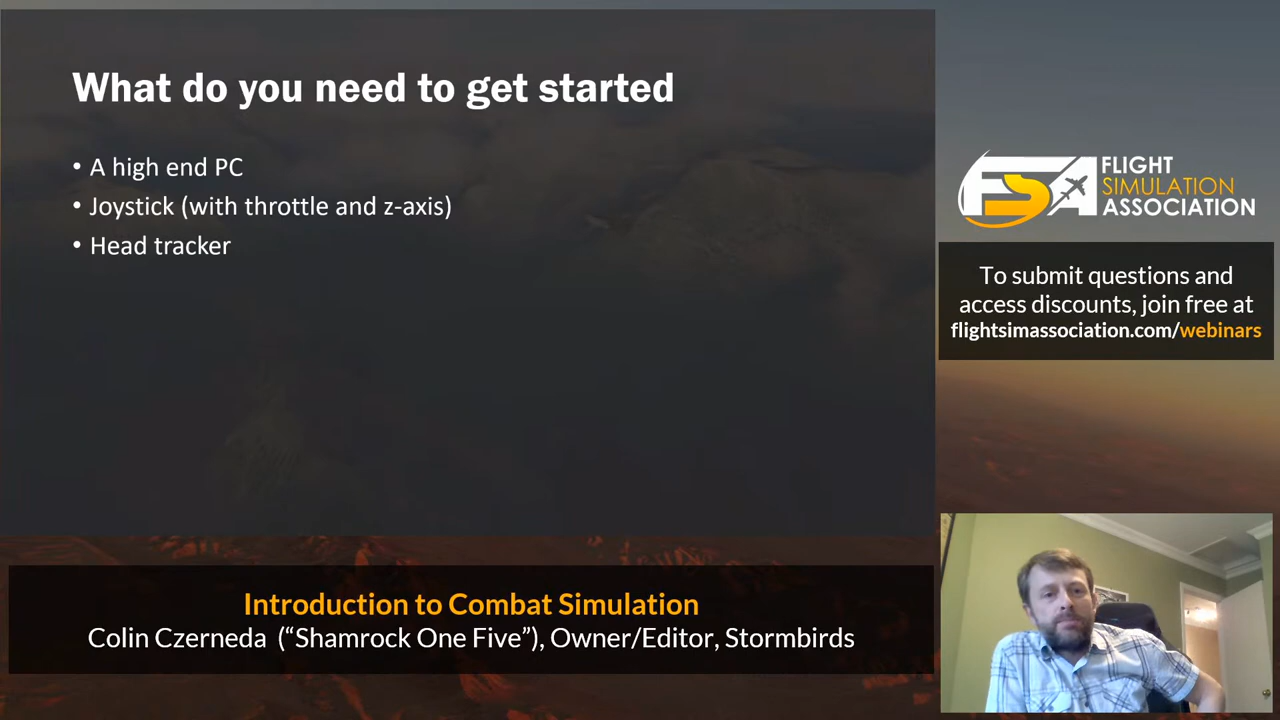 What do you need to get started
• A high end PC
• Joystick (with throttle and z-axis)
• Head tracker
FSA
FLIGHT
SIMULATION
ASSOCIATION
To submit questions and
access discounts, join free at
flightsimassociation.com/webinars
Introduction to Combat Simulation
Colin Czerneda (“Shamrock One Five”), Owner/Editor, Stormbirds